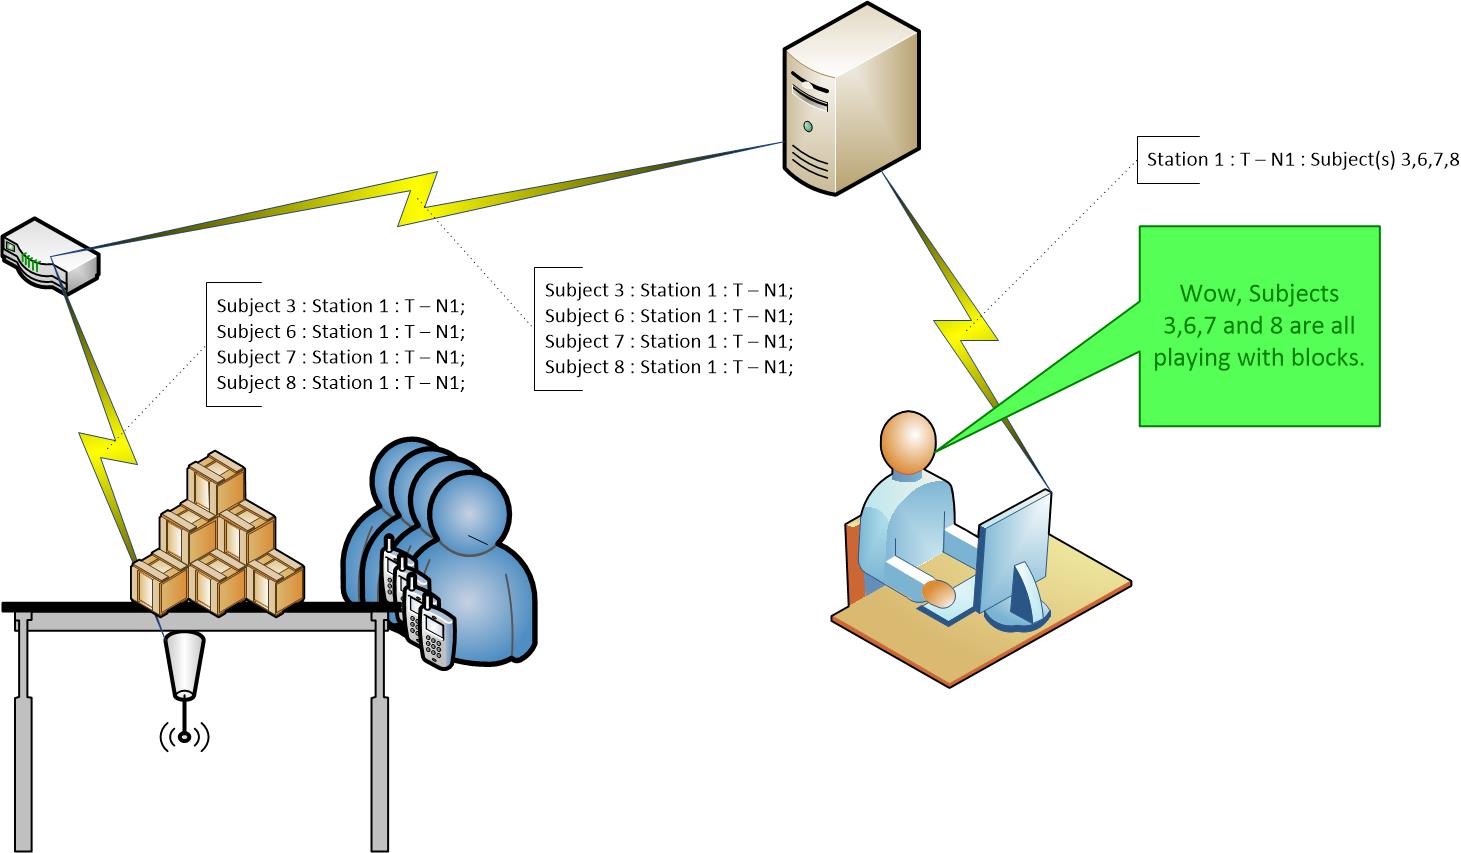 Station 1 : T – N1 : Subject(s) 3,6,7,8
Wow, Subjects
3,6,7 and 8 are all
playing with blocks.
Subject 3 : Station 1 : T – N1;
Subject 6 : Station 1 : T – N1;
Subject 7 : Station 1 : T – N1;
Subject 8 : Station 1 : T – N1;
Subject 3 : Station 1 : T – N1;
Subject 6 : Station 1 : T – N1;
Subject 7 : Station 1 : T – N1;
Subject 8 : Station 1 : T – N1;